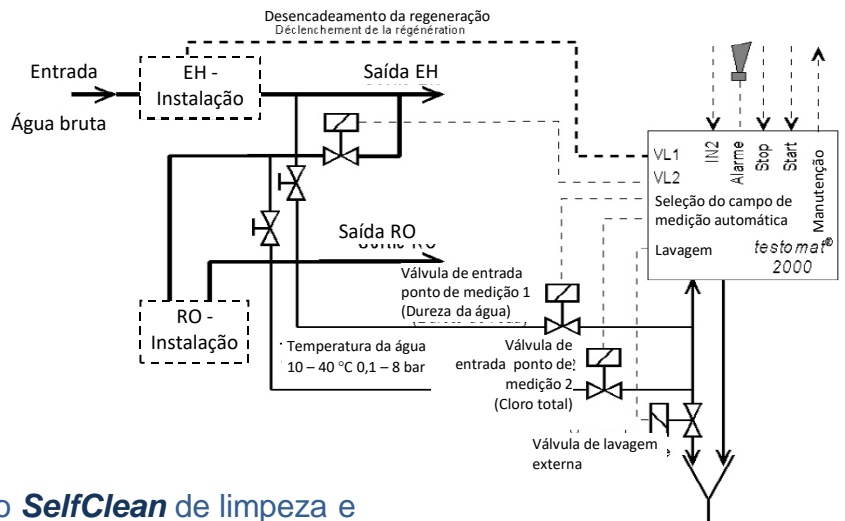 Desencadeamento da regeneração
Déclenchement de la régénération
Entrada
Água bruta
EH -
Instalação
Saída EH
VL1
VL2
IN2
Alarme
Stop
Start
Manutenção
Seleção do campo de
medição automática
Lavagem
testomat®
2000
Saída RO
RO -
Instalação
Válvula de entrada
ponto de medição 1
(Dureza da água)
Temperatura da água
10 – 40 °C 0,1 – 8 bar
Válvula de
entrada ponto de
medição 2
(Cloro total)
Válvula de lavagem
externa
o SelfClean de limpeza e